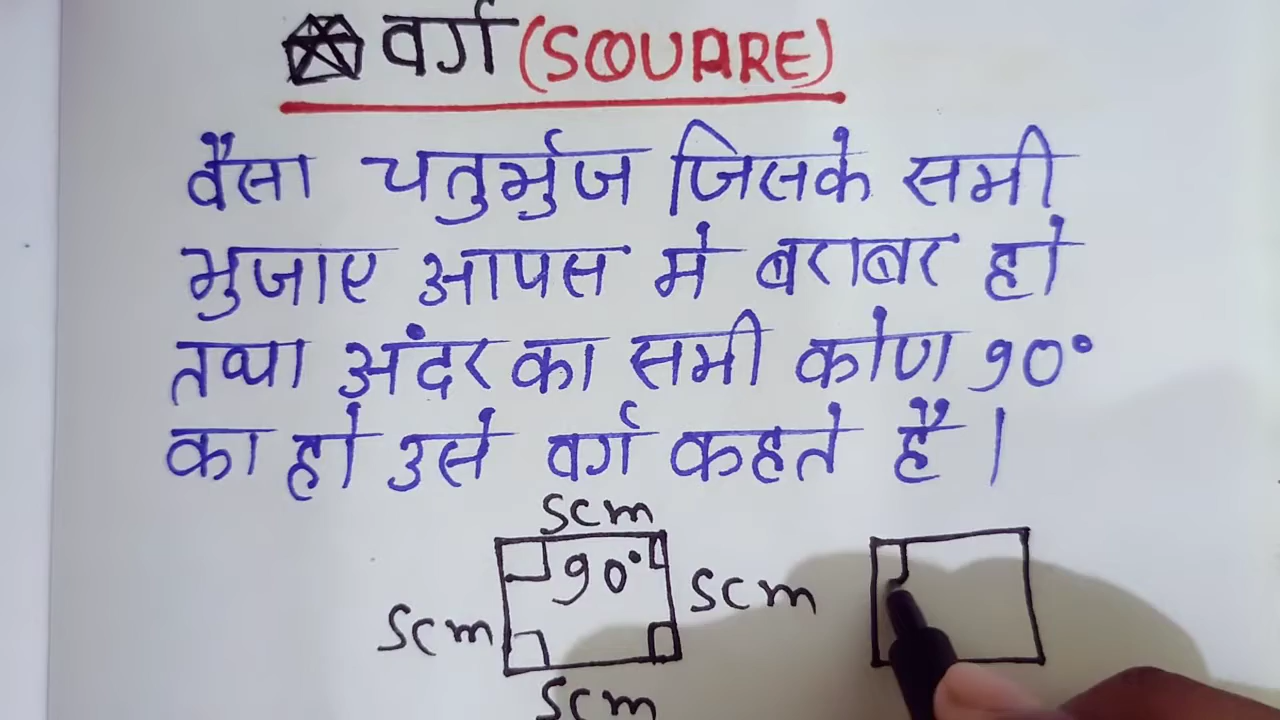 वर्ग (SQUARE)
वैसा चतुर्भुज जिसके सभी
भुजाए आपस मे बराबर हो
तथा अंदर का सभी कोण 90°
का हो उसे वर्ग कहते है।
5cm
90°
5cm 5cm
5cm